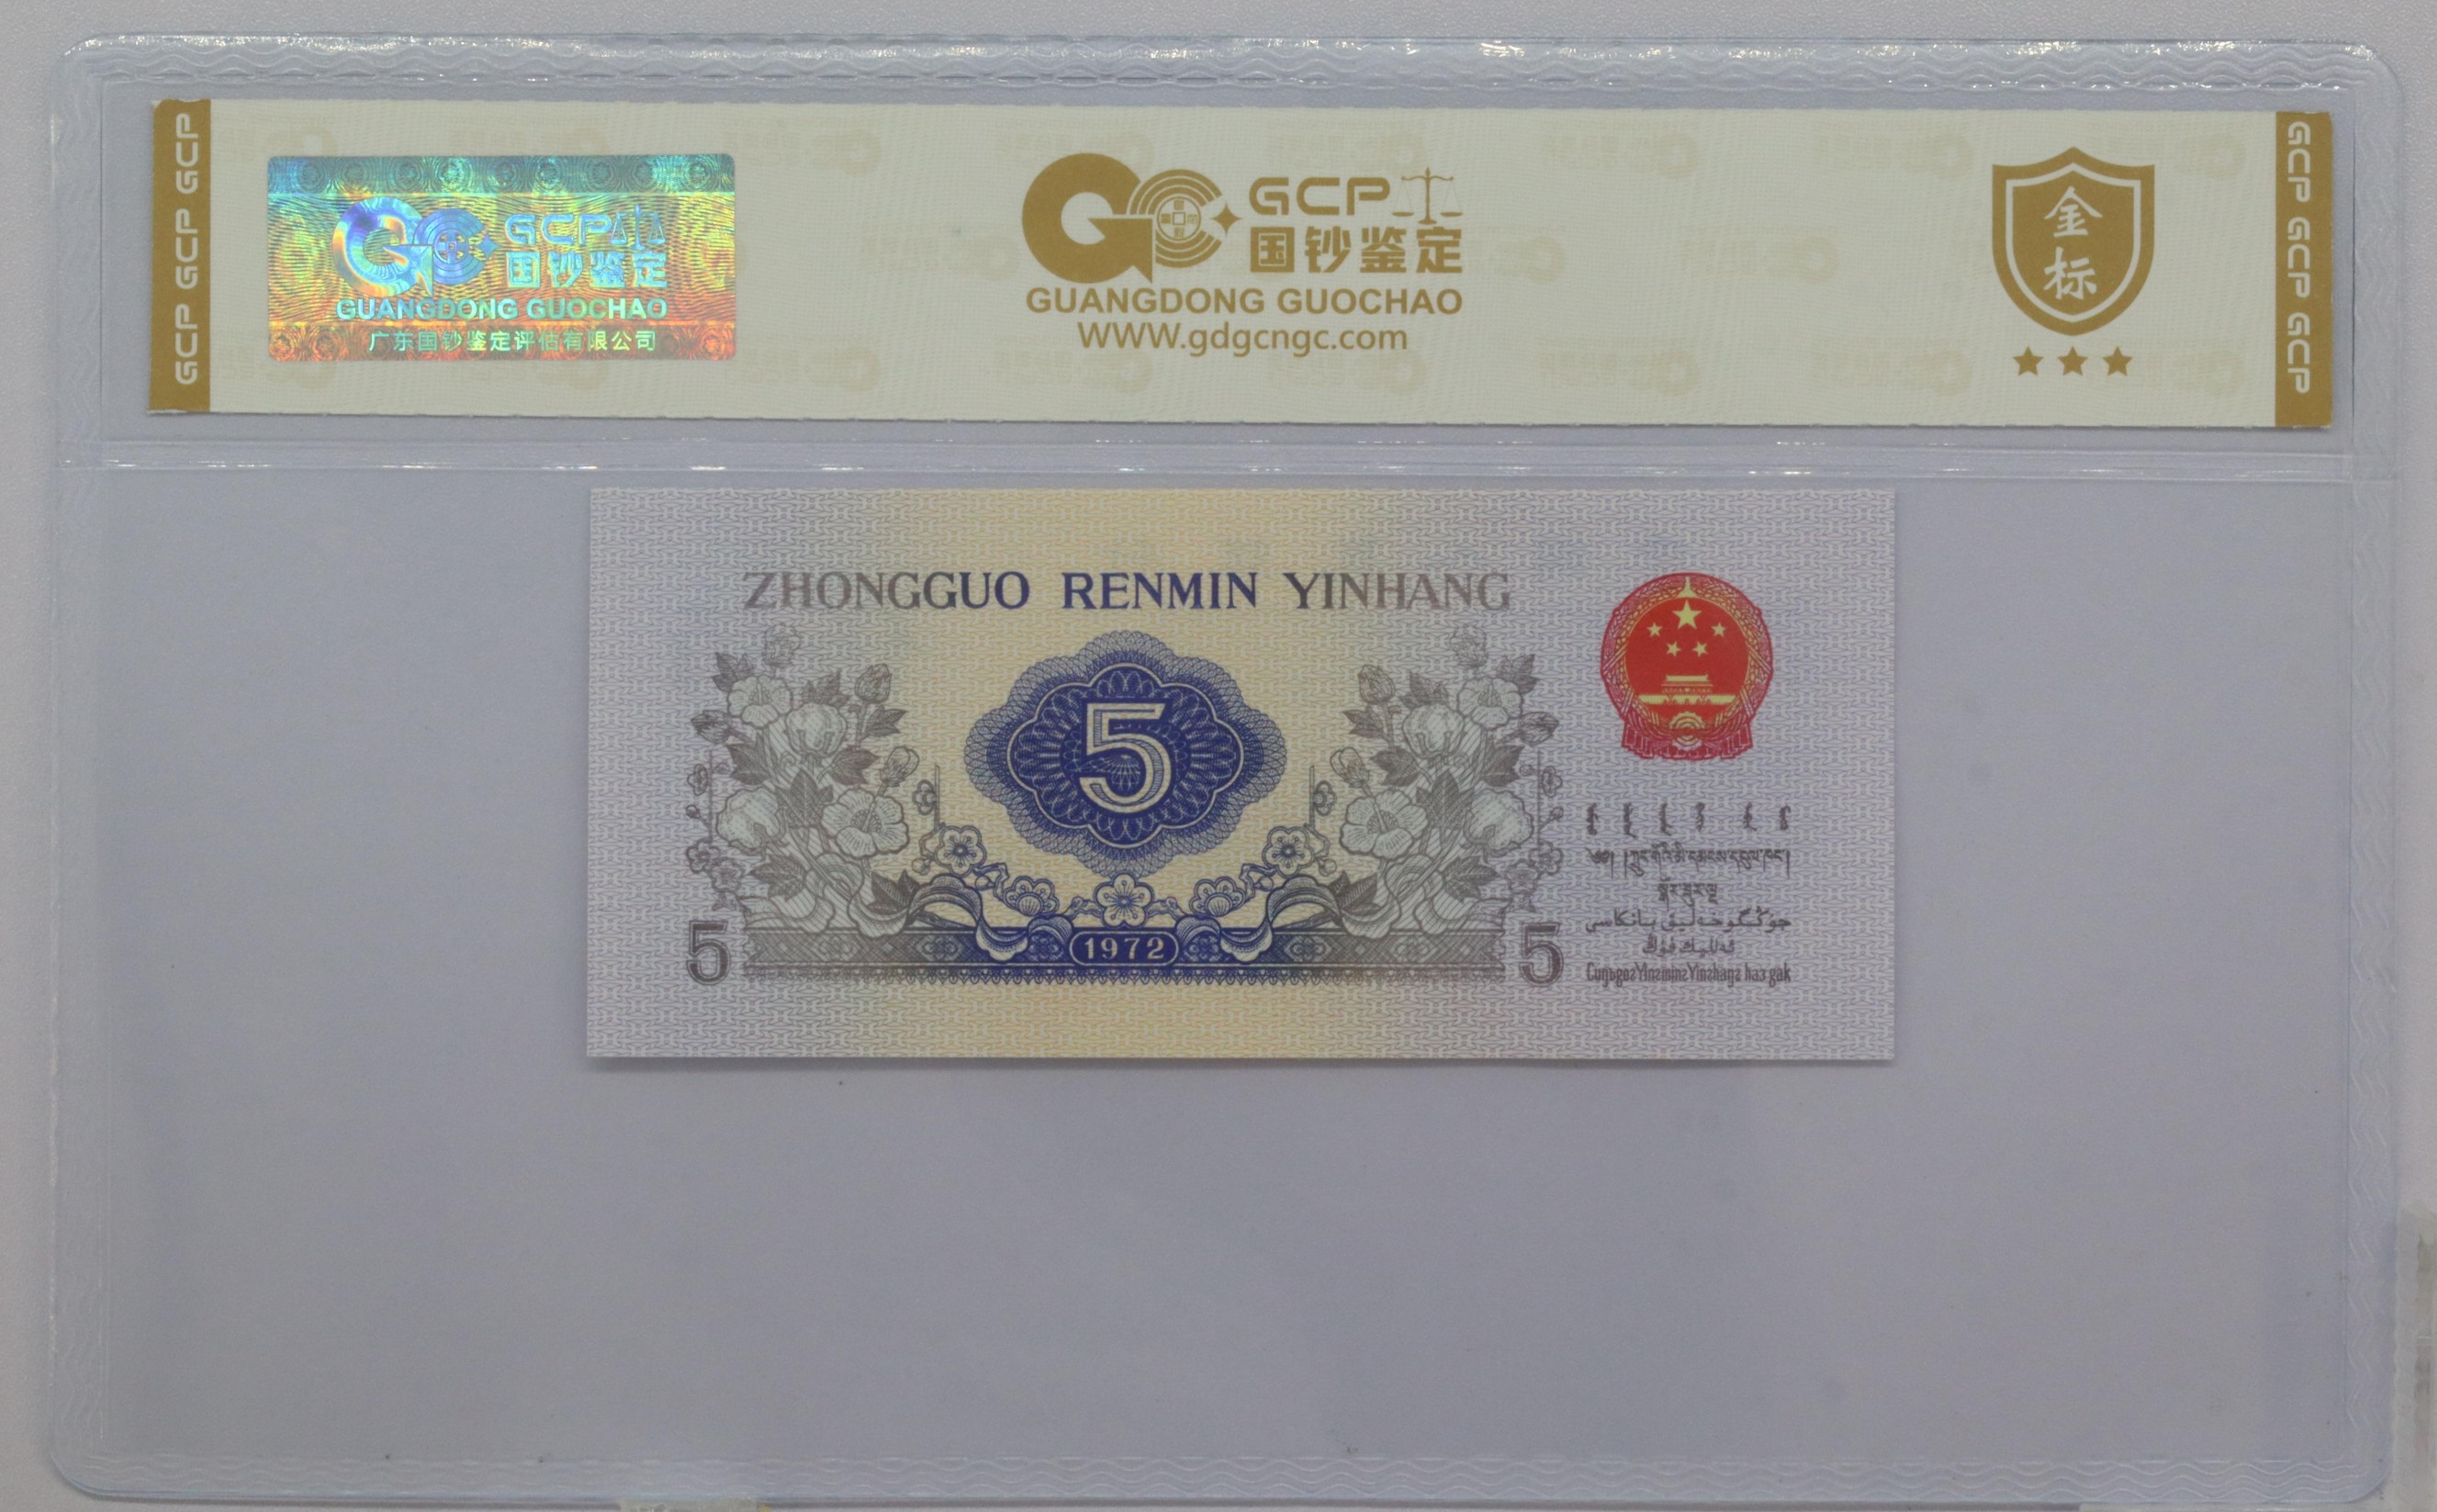 GCP GCP GCP
GCP 国钞鉴定
GUANGDONG GUOCHAO
广东国钞鉴定评估有限公司
GCP
国钞鉴定
GUANGDONG GUOCHAO
WWW.gdgcngc.com
金标
GCP GCP GCP
ZHONGGUO RENMIN YINHANG
5
1972
5
5